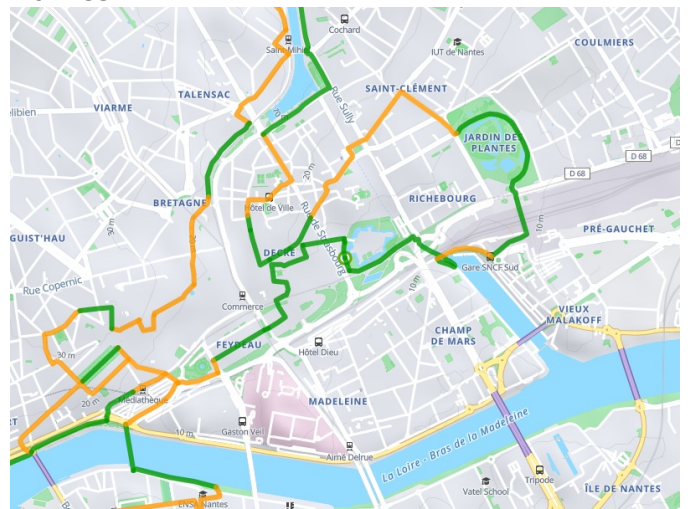 Cochard
COULMIERS
IUT de Nantes
Saint-Mihiel
TALENSAC
SAINT-CLÉMENT
VIARME
Rue Sully
70 m
JARDIN DES
PLANTES
D 68
D 68
20 m
RICHEBOURG
BRETAGNE
Hôtel de Ville
Rue de Strasbourg
30 m
10 m
PRÉ-GAUCHET
GUIST'HAU
DECRÉ
Gare SNCF Sud
Rue Copernic
10 m
Commerce
VIEUX
MALAKOFF
CHAMP
DE MARS
FEYDEAU
Hôtel Dieu
30 m
Médiathèque
MADELEINE
20 m
10 m
Gaston Veil
La Loire - Bras de la Madeleine
Aimé Delrue
Tripode
Vatel School
ÎLE DE NANTES
ENSA Nantes